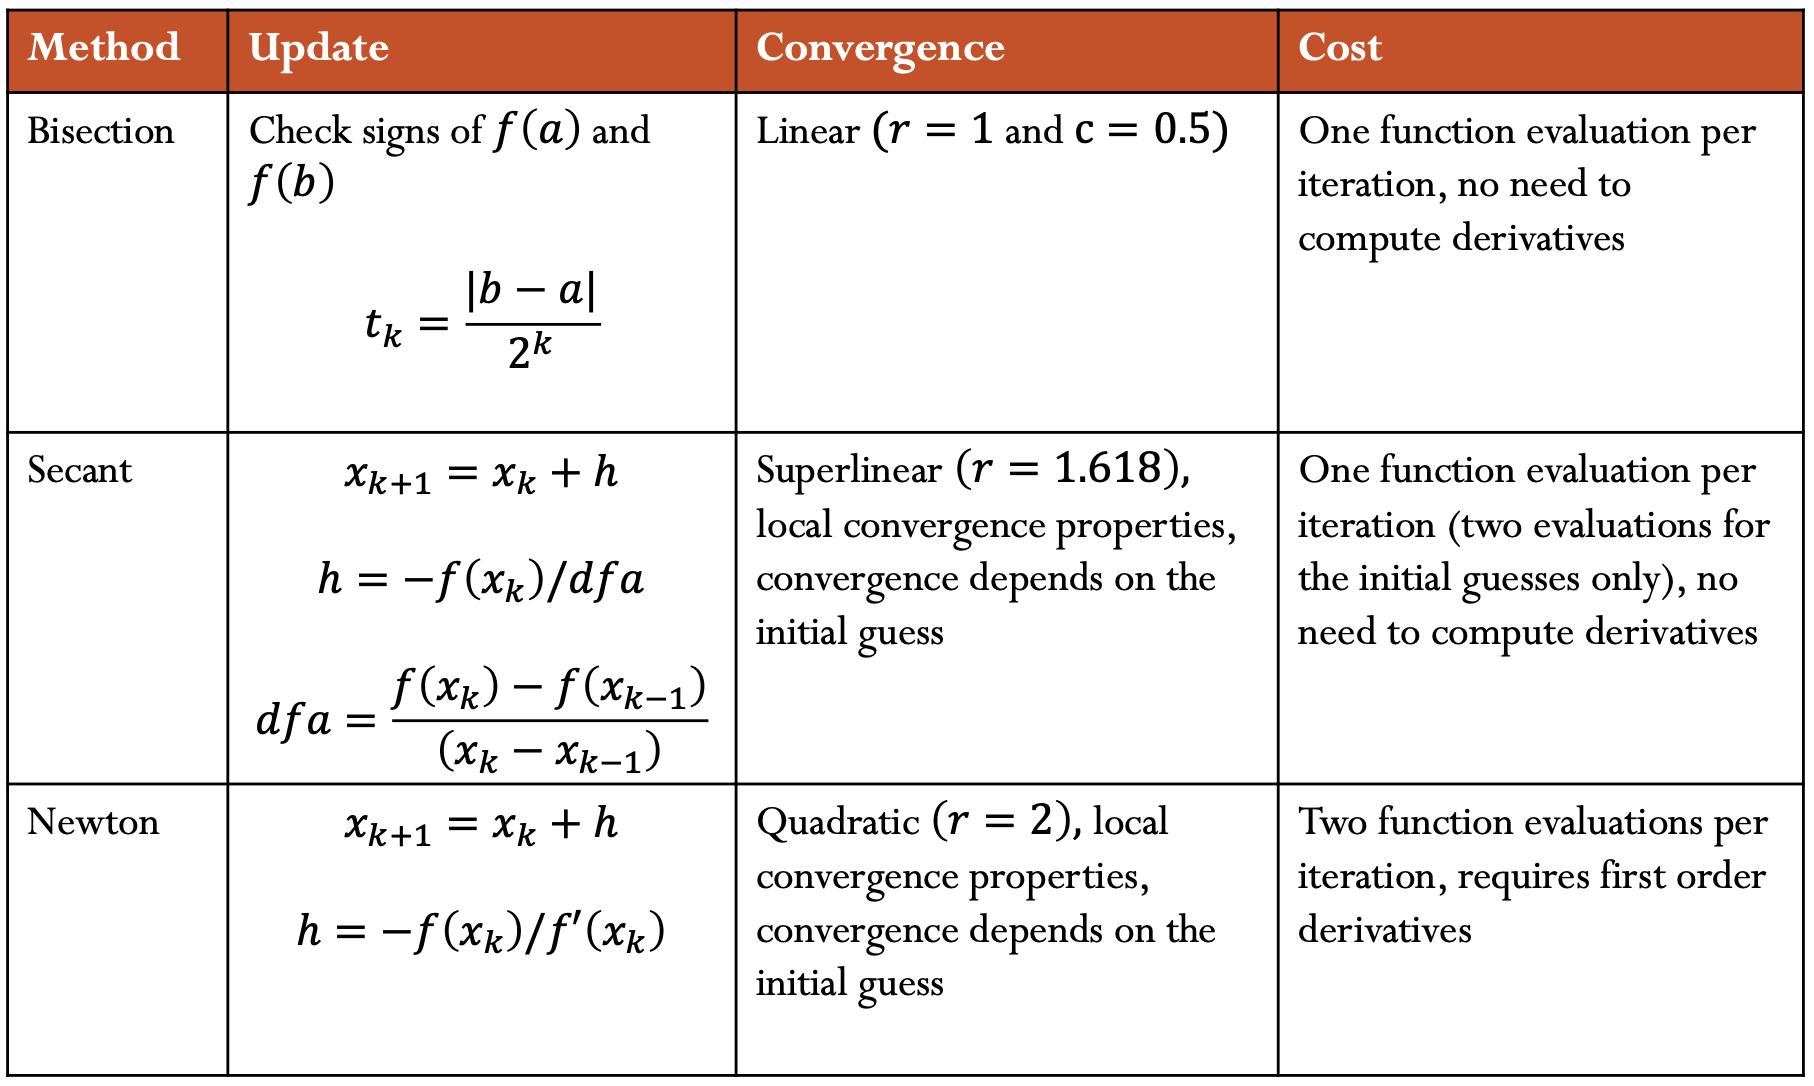 Method Update Convergence Cost
Bisection
Check signs of f(a) and
f(b)
t_k = |b − a| / 2^k
Linear (r = 1 and c = 0.5)
One function evaluation per
iteration, no need to
compute derivatives
Secant
x_{k+1} = x_k + h
h = −f(x_k)/dfa
dfa = f(x_k) − f(x_{k−1}) / (x_k − x_{k−1})
Superlinear (r = 1.618),
local convergence properties,
convergence depends on the
initial guess
One function evaluation per
iteration (two evaluations for
the initial guesses only), no
need to compute derivatives
Newton
x_{k+1} = x_k + h
h = −f(x_k)/f′(x_k)
Quadratic (r = 2), local
convergence properties,
convergence depends on the
initial guess
Two function evaluations per
iteration, requires first order
derivatives